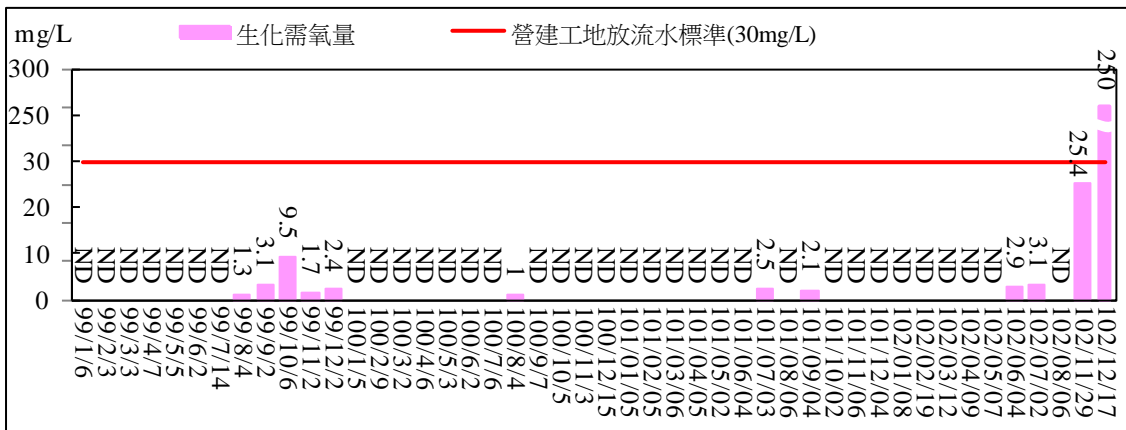 mg/L 生化需氧量 營建工地放流水標準(30mg/L)
300
250
30
20
10
0
ND ND ND ND ND ND ND 1.3 3.1 9.5 1.7 2.4 ND ND ND ND ND ND ND 1 ND ND ND ND ND ND ND ND ND ND ND 2.5 ND 2.1 ND ND ND ND ND ND ND ND 2.9 3.1 ND 25.4 250
99/1/6 99/2/3 99/3/3 99/4/7 99/5/5 99/6/2 99/7/14 99/8/4 99/9/2 99/10/6 99/11/2 99/12/2 100/1/5 100/2/9 100/3/2 100/4/6 100/5/3 100/6/2 100/7/6 100/8/4 100/9/7 100/10/5 100/11/3 100/12/15 101/01/05 101/02/05 101/03/06 101/04/05 101/05/02 101/06/04 101/07/03 101/08/06 101/09/04 101/10/02 101/11/06 101/12/04 102/01/08 102/02/19 102/03/12 102/04/09 102/05/07 102/06/04 102/07/02 102/08/06 102/11/29 102/12/17